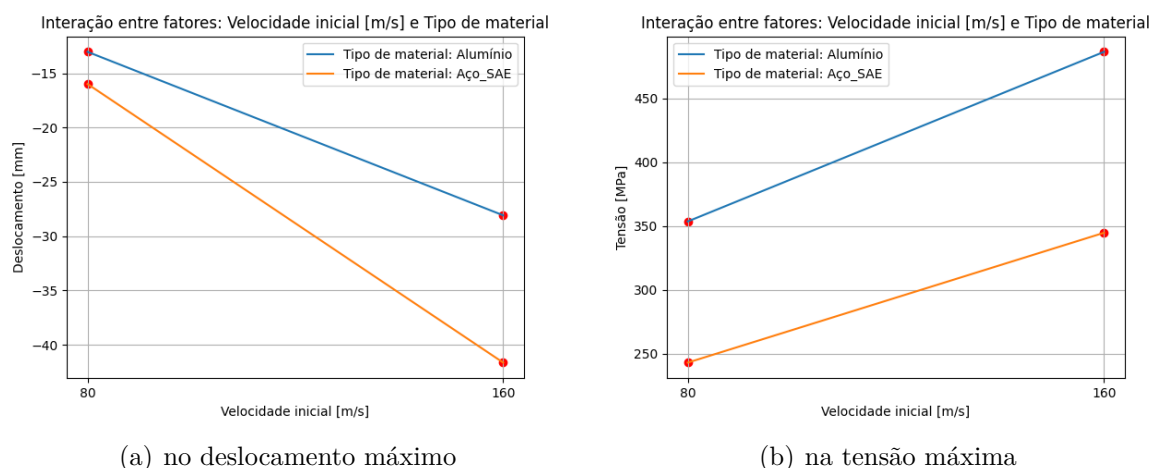 Interação entre fatores: Velocidade inicial [m/s] e Tipo de material
Tipo de material: Alumínio
Tipo de material: Aço_SAE
−15
−20
−25
−30
−35
−40
Deslocamento [mm]
80
160
Velocidade inicial [m/s]
(a) no deslocamento máximo
Interação entre fatores: Velocidade inicial [m/s] e Tipo de material
Tipo de material: Alumínio
Tipo de material: Aço_SAE
450
400
350
300
250
Tensão [MPa]
80
160
Velocidade inicial [m/s]
(b) na tensão máxima